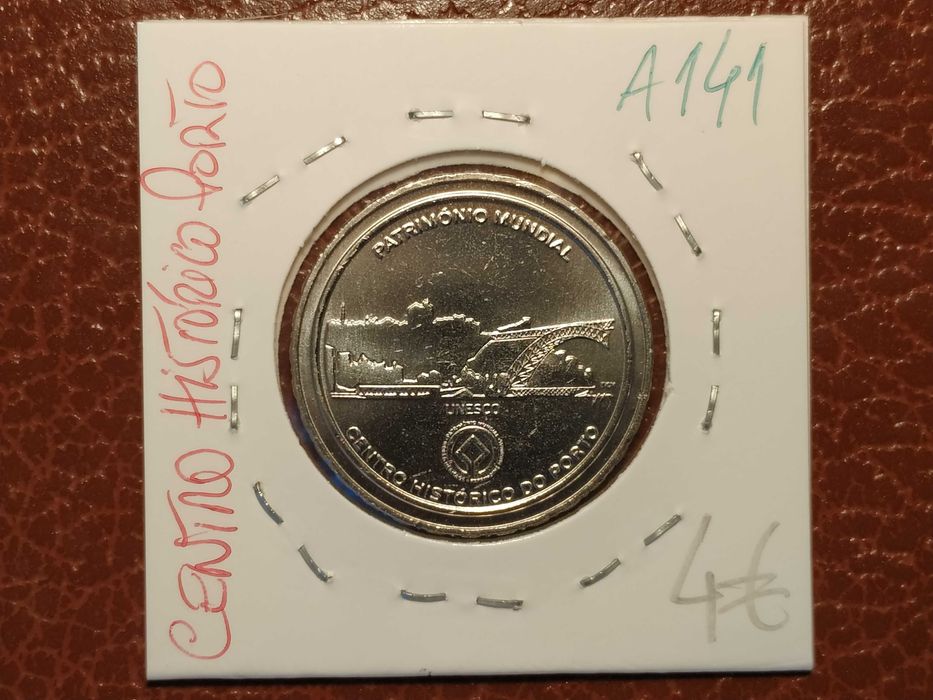 CENTRO HISTÓRICO PORTO
A141
PATRIMÓNIO MUNDIAL
UNESCO
CENTRO HISTÓRICO DO PORTO
4€